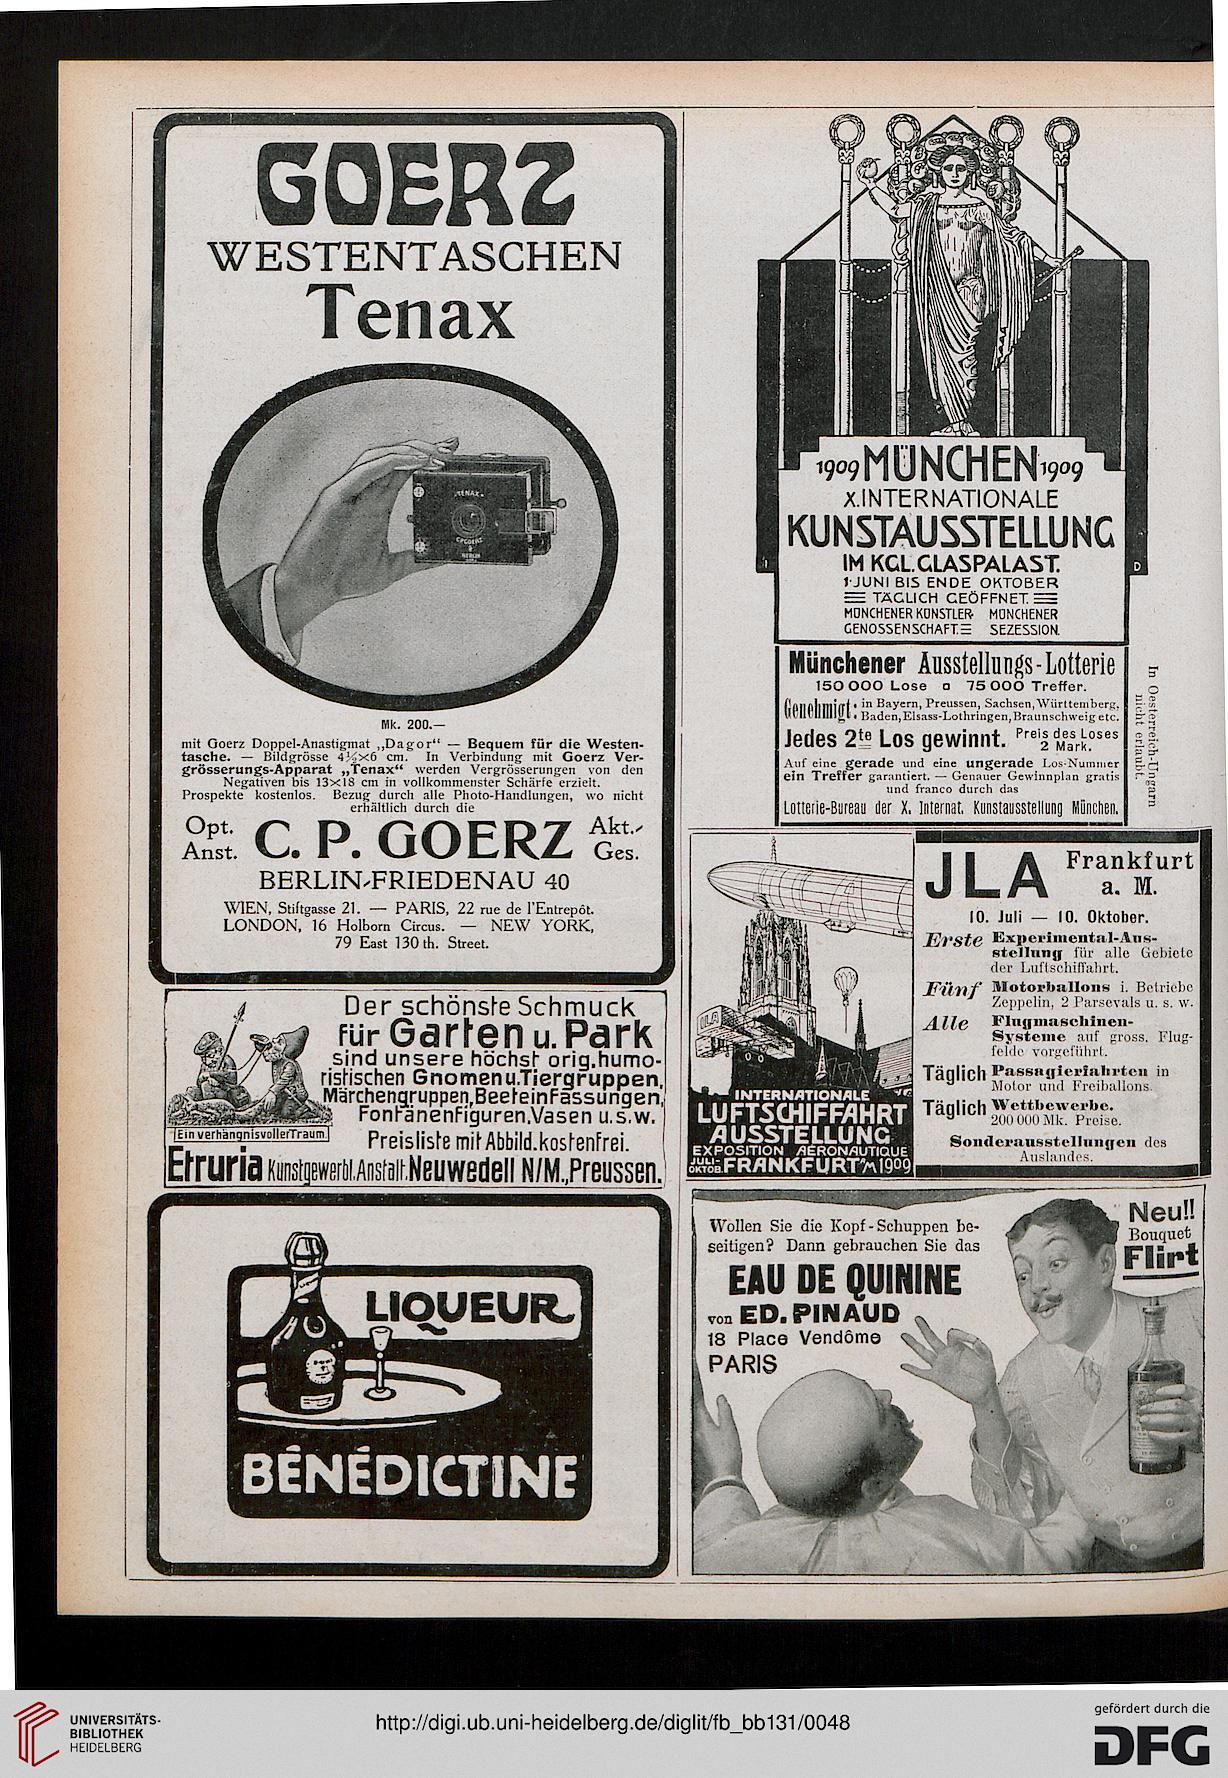 GOERZ
WESTENTASCHEN
Tenax
TENAX
C.P.GOERZ
BERLIN
Mk. 200.—
mit Goerz Doppel-Anastigmat „Dagor“ — Bequem für die Westen-
tasche. — Bildgrösse 4½×6 cm. In Verbindung mit Goerz Ver-
grösserungs-Apparat „Tenax“ werden Vergrösserungen von den
Negativen bis 13×18 cm in vollkommenster Schärfe erzielt.
Prospekte kostenlos. Bezug durch alle Photo-Handlungen, wo nicht
erhältlich durch die
Opt. Anst. C. P. GOERZ Akt.- Ges.
BERLIN-FRIEDENAU 40
WIEN, Stiftgasse 21. — PARIS, 22 rue de l'Entrepôt.
LONDON, 16 Holborn Circus. — NEW YORK,
79 East 130 th. Street.
Der schönste Schmuck
für Garten u. Park
sind unsere höchst orig. humo-
ristischen Gnomen u. Tiergruppen,
Märchengruppen, Beeteinfassungen,
Fontänenfiguren, Vasen u.s.w.
Ein verhängnisvoller Traum.
Preisliste mit Abbild. kostenfrei.
Etruria Kunstgewerbl. Anstalt, Neuwedell N/M., Preussen.
LIQUEUR
BÉNÉDICTINE
1909 MÜNCHEN 1909
X. INTERNATIONALE
KUNSTAUSSTELLUNG
IM KGL. GLASPALAST.
1. JUNI BIS ENDE OKTOBER
TÄGLICH GEÖFFNET.
MÜNCHENER KÜNSTLER- MÜNCHENER
GENOSSENSCHAFT. SEZESSION.
I D
Münchener Ausstellungs-Lotterie
150 000 Lose 75 000 Treffer.
Genehmigt: in Bayern, Preussen, Sachsen, Württemberg,
Baden, Elsass-Lothringen, Braunschweig etc.
Jedes 2te Los gewinnt. Preis des Loses
2 Mark.
Auf eine gerade und eine ungerade Los-Nummer
ein Treffer garantiert. — Genauer Gewinnplan gratis
und franco durch das
Lotterie-Bureau der X. Internat. Kunstausstellung München.
In Oesterreich-Ungarn
nicht erlaubt.
ILA
INTERNATIONALE
LUFTSCHIFFAHRT
AUSSTELLUNG
EXPOSITION AERONAUTIQUE
JULI-OKTOB. FRANKFURT A/M 1909
JLA Frankfurt
a. M.
10. Juli — 10. Oktober.
Erste Experimental-Aus-
stellung für alle Gebiete
der Luftschiffahrt.
Fünf Motorballons i. Betriebe
Zeppelin, 2 Parsevals u. s. w.
Alle Flugmaschinen-
Systeme auf gross. Flug-
felde vorgeführt.
Täglich Passagierfahrten in
Motor und Freiballons.
Täglich Wettbewerbe.
200 000 Mk. Preise.
Sonderausstellungen des
Auslandes.
Wollen Sie die Kopf-Schuppen be-
seitigen? Dann gebrauchen Sie das
EAU DE QUININE
von ED. PINAUD
18 Place Vendôme
PARIS
Neu!!
Bouquet
Flirt
UNIVERSITÄTS-
BIBLIOTHEK
HEIDELBERG
http://digi.ub.uni-heidelberg.de/diglit/fb_bb131/0048
gefördert durch die
DFG